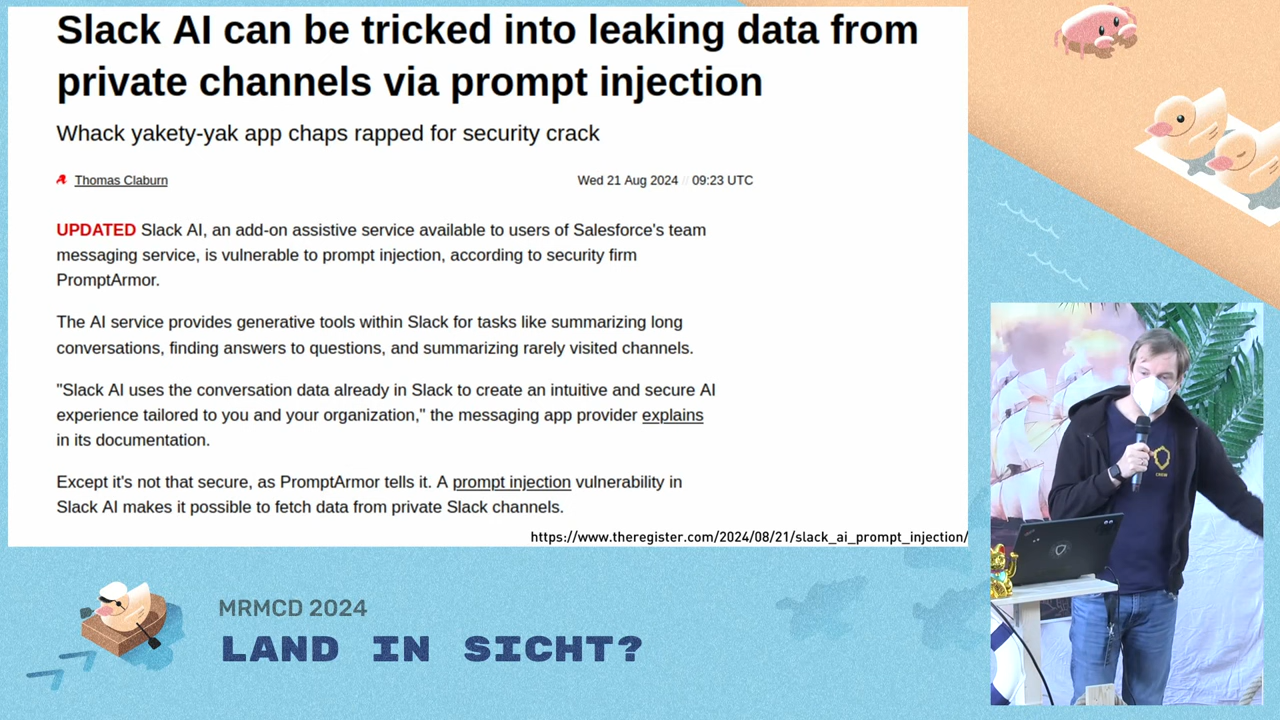 Slack AI can be tricked into leaking data from
private channels via prompt injection
Whack yakety-yak app chaps rapped for security crack
Thomas Claburn
Wed 21 Aug 2024 // 09:23 UTC
UPDATED Slack AI, an add-on assistive service available to users of Salesforce's team
messaging service, is vulnerable to prompt injection, according to security firm
PromptArmor.
The AI service provides generative tools within Slack for tasks like summarizing long
conversations, finding answers to questions, and summarizing rarely visited channels.
"Slack AI uses the conversation data already in Slack to create an intuitive and secure AI
experience tailored to you and your organization," the messaging app provider explains
in its documentation.
Except it's not that secure, as PromptArmor tells it. A prompt injection vulnerability in
Slack AI makes it possible to fetch data from private Slack channels.
https://www.theregister.com/2024/08/21/slack_ai_prompt_injection/
MRMCD 2024
LAND IN SICHT?